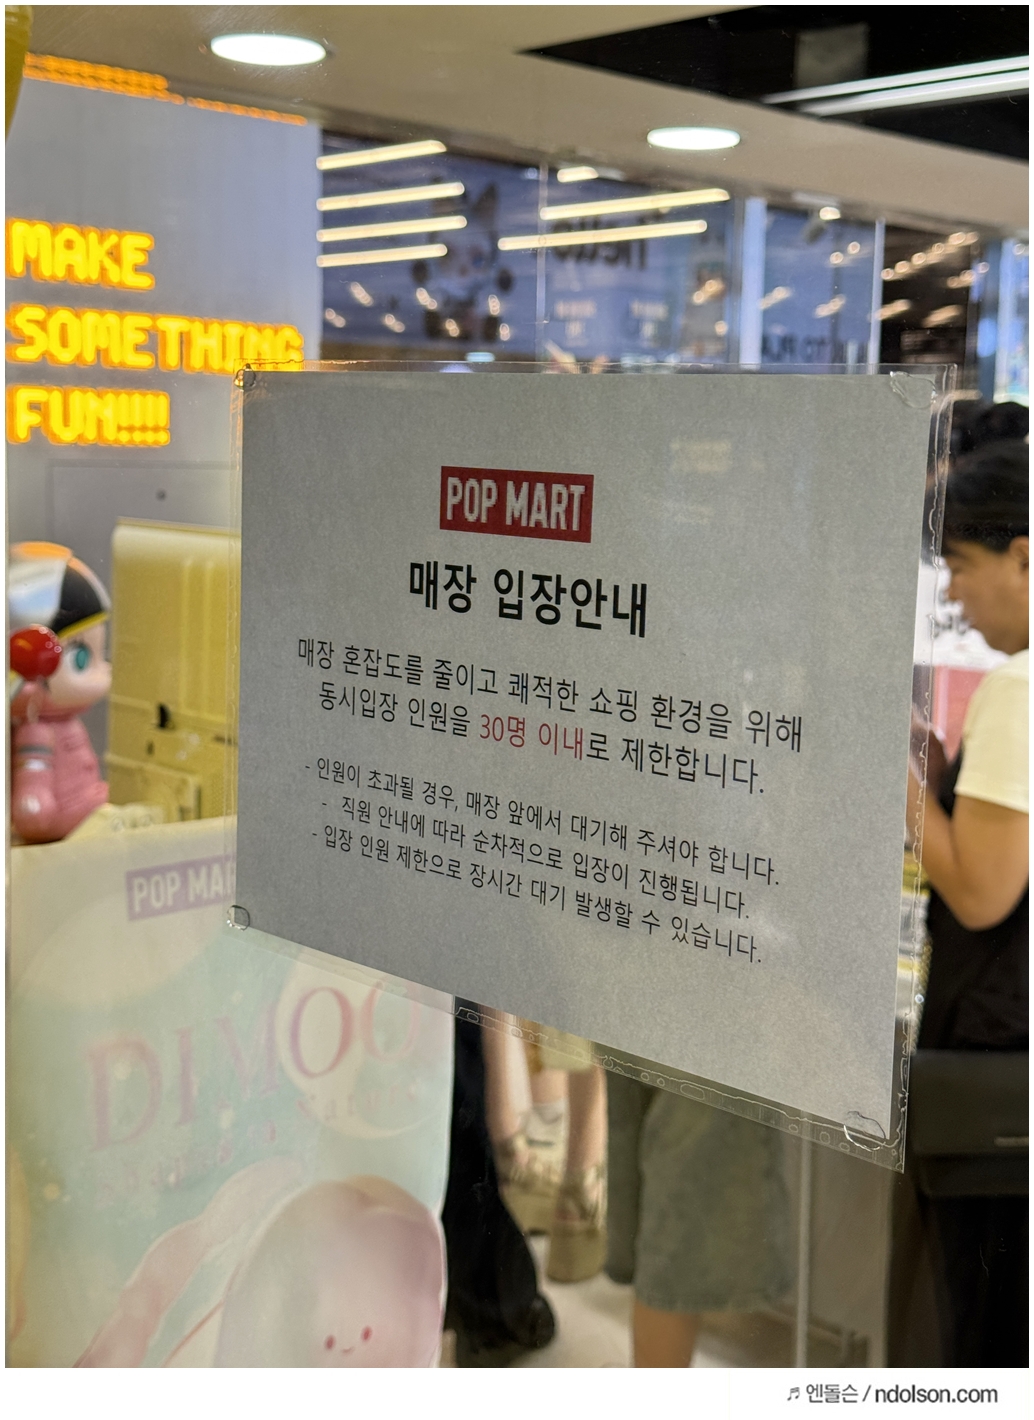 MAKE
SOMETHING
FUN!!!!
POP MART
매장 입장안내
매장 혼잡도를 줄이고 쾌적한 쇼핑 환경을 위해
동시입장 인원을 30명 이내로 제한합니다.
- 인원이 초과될 경우, 매장 앞에서 대기해 주셔야 합니다.
- 직원 안내에 따라 순차적으로 입장이 진행됩니다.
- 입장 인원 제한으로 장시간 대기 발생할 수 있습니다.
POP MAR
DIMOO
♬ 엔돌슨 / ndolson.com